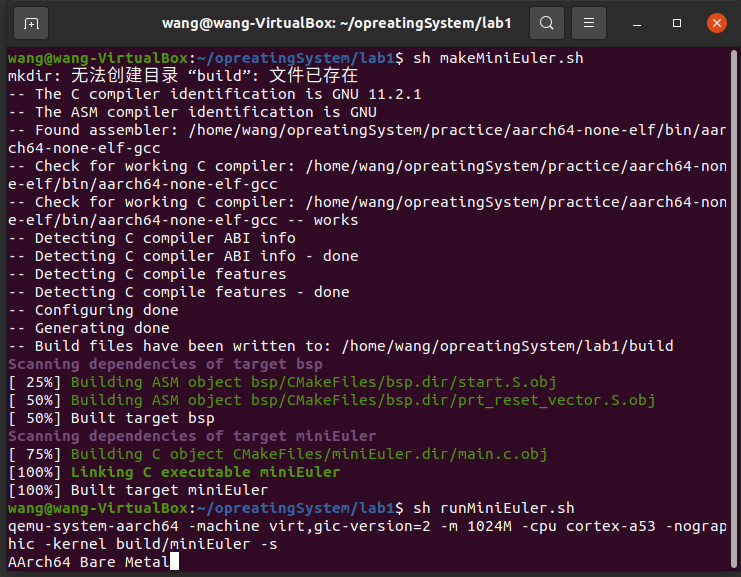 wang@wang-VirtualBox: ~/opreatingSystem/lab1
wang@wang-VirtualBox:~/opreatingSystem/lab1$ sh makeMiniEuler.sh
mkdir: 无法创建目录 “build”: 文件已存在
-- The C compiler identification is GNU 11.2.1
-- The ASM compiler identification is GNU
-- Found assembler: /home/wang/opreatingSystem/practice/aarch64-none-elf/bin/aar
ch64-none-elf-gcc
-- Check for working C compiler: /home/wang/opreatingSystem/practice/aarch64-non
e-elf/bin/aarch64-none-elf-gcc
-- Check for working C compiler: /home/wang/opreatingSystem/practice/aarch64-non
e-elf/bin/aarch64-none-elf-gcc -- works
-- Detecting C compiler ABI info
-- Detecting C compiler ABI info - done
-- Detecting C compile features
-- Detecting C compile features - done
-- Configuring done
-- Generating done
-- Build files have been written to: /home/wang/opreatingSystem/lab1/build
Scanning dependencies of target bsp
[ 25%] Building ASM object bsp/CMakeFiles/bsp.dir/start.S.obj
[ 50%] Building ASM object bsp/CMakeFiles/bsp.dir/prt_reset_vector.S.obj
[ 50%] Built target bsp
Scanning dependencies of target miniEuler
[ 75%] Building C object CMakeFiles/miniEuler.dir/main.c.obj
[100%] Linking C executable miniEuler
[100%] Built target miniEuler
wang@wang-VirtualBox:~/opreatingSystem/lab1$ sh runMiniEuler.sh
qemu-system-aarch64 -machine virt,gic-version=2 -m 1024M -cpu cortex-a53 -nograp
hic -kernel build/miniEuler -s
AArch64 Bare Metal